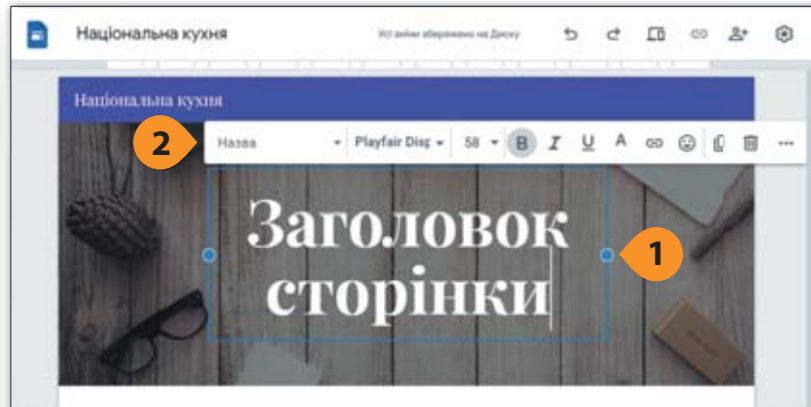 Національна кухня
Усі зміни збережено на Диску
Національна кухня
2
Назва
Playfair Disp
58
B I U A
Заголовок
1
сторінки